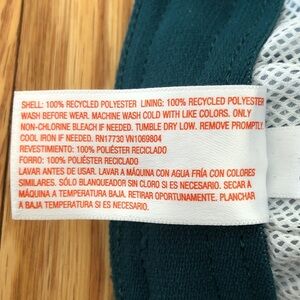 SHELL: 100% RECYCLED POLYESTER LINING: 100% RECYCLED POLYESTER
WASH BEFORE WEAR. MACHINE WASH COLD WITH LIKE COLORS. ONLY
NON-CHLORINE BLEACH IF NEEDED. TUMBLE DRY LOW. REMOVE PROMPTLY.
COOL IRON IF NEEDED. RN17730 VN1069804
REVESTIMENTO: 100% POLIÉSTER RECICLADO
FORRO: 100% POLIÉSTER RECICLADO
LAVAR ANTES DE USAR. LAVAR A MÁQUINA CON AGUA FRÍA CON COLORES
SIMILARES. SÓLO BLANQUEADOR SIN CLORO SI ES NECESARIO. SECAR A
MÁQUINA A TEMPERATURA BAJA. RETIRAR OPORTUNAMENTE. PLANCHAR
A BAJA TEMPERATURA SI ES NECESARIO.